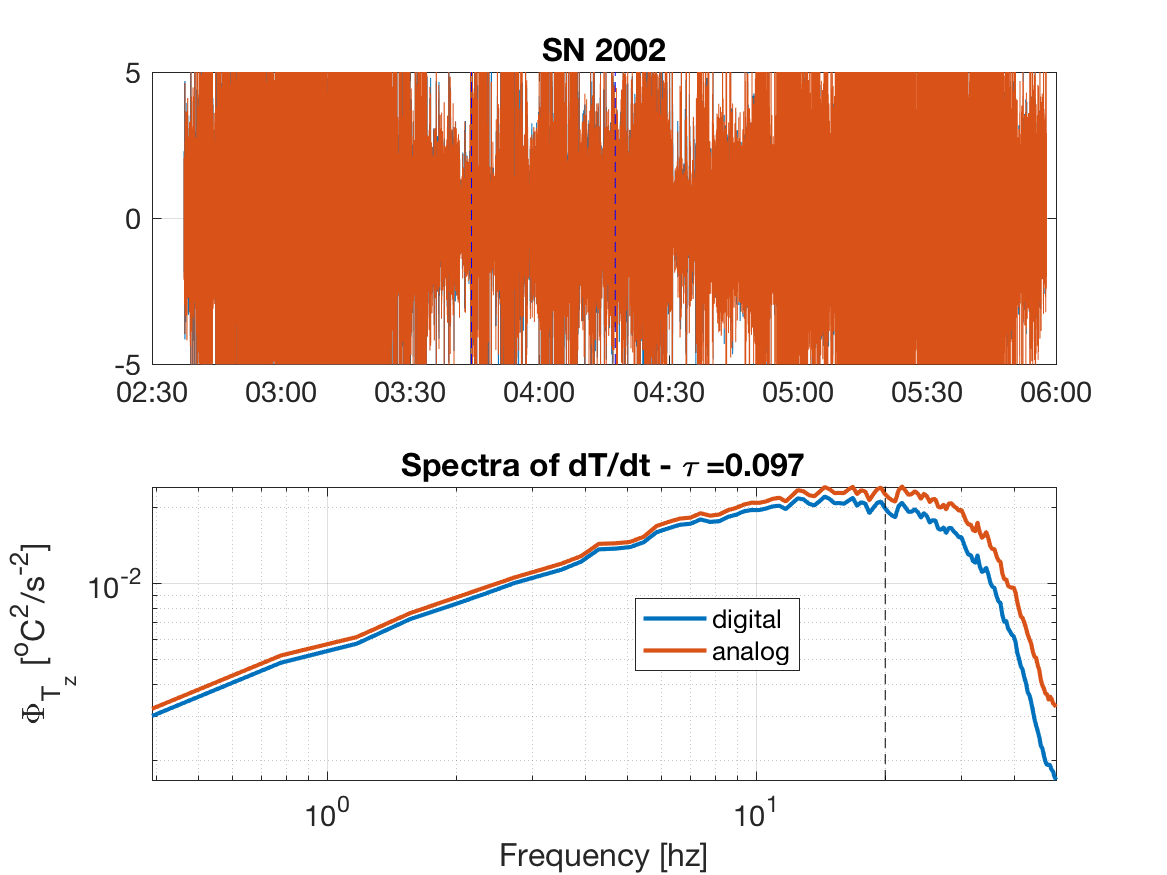 SN 2002
5
0
-5
02:30 03:00 03:30 04:00 04:30 05:00 05:30 06:00
Spectra of dT/dt - τ =0.097
Φ_{T_z} [°C²/s⁻²]
10⁻²
digital
analog
10⁰ 10¹
Frequency [hz]